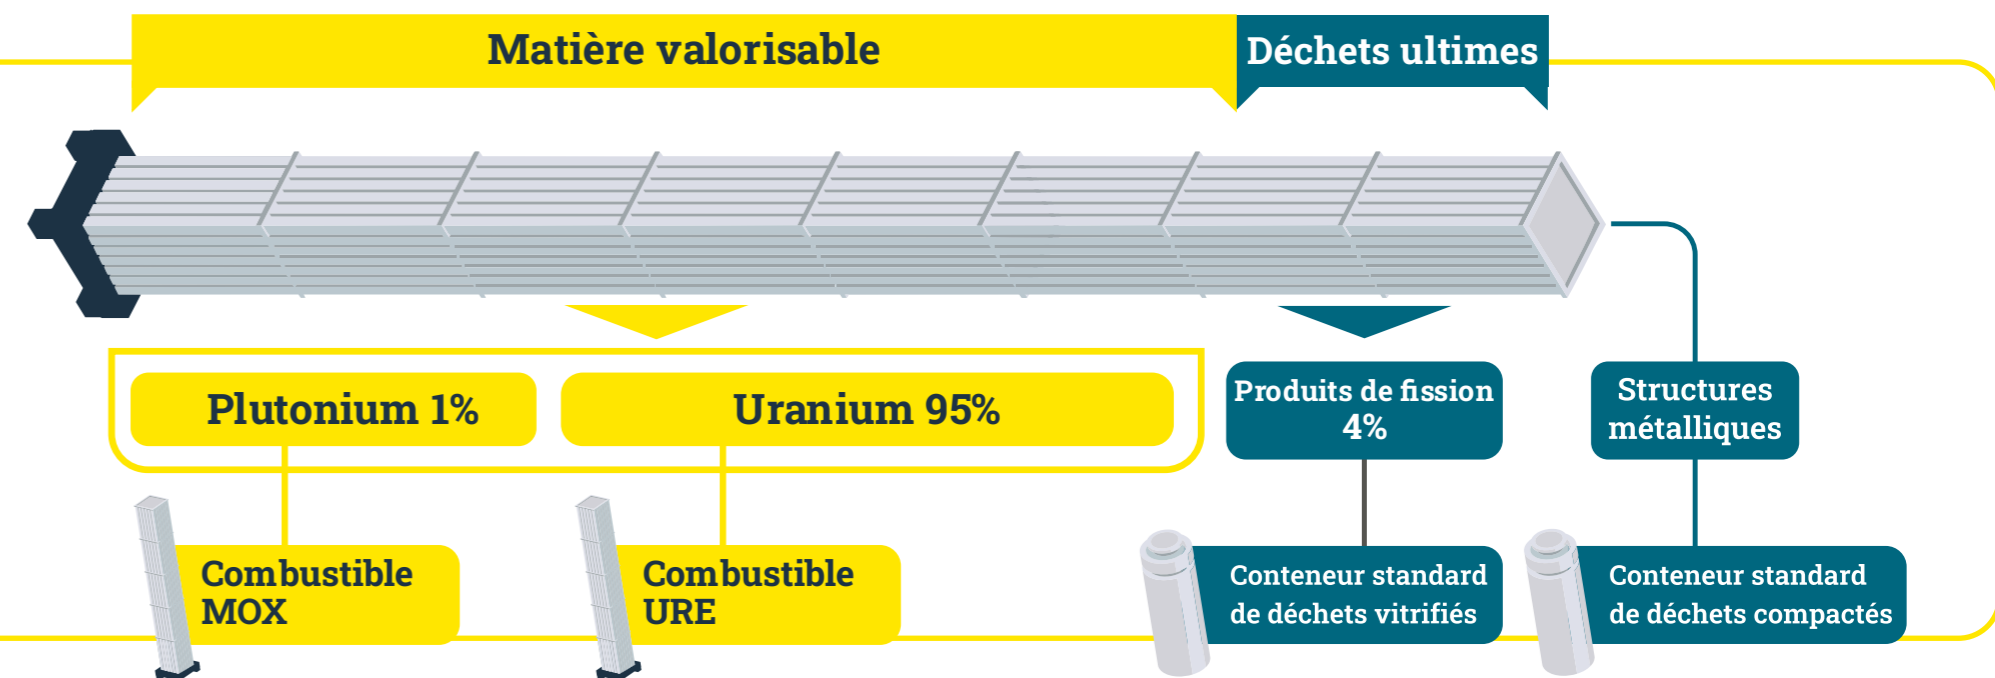 Matière valorisable
Déchets ultimes
Plutonium 1%
Uranium 95%
Produits de fission
4%
Structures
métalliques
Combustible
MOX
Combustible
URE
Conteneur standard
de déchets vitrifiés
Conteneur standard
de déchets compactés